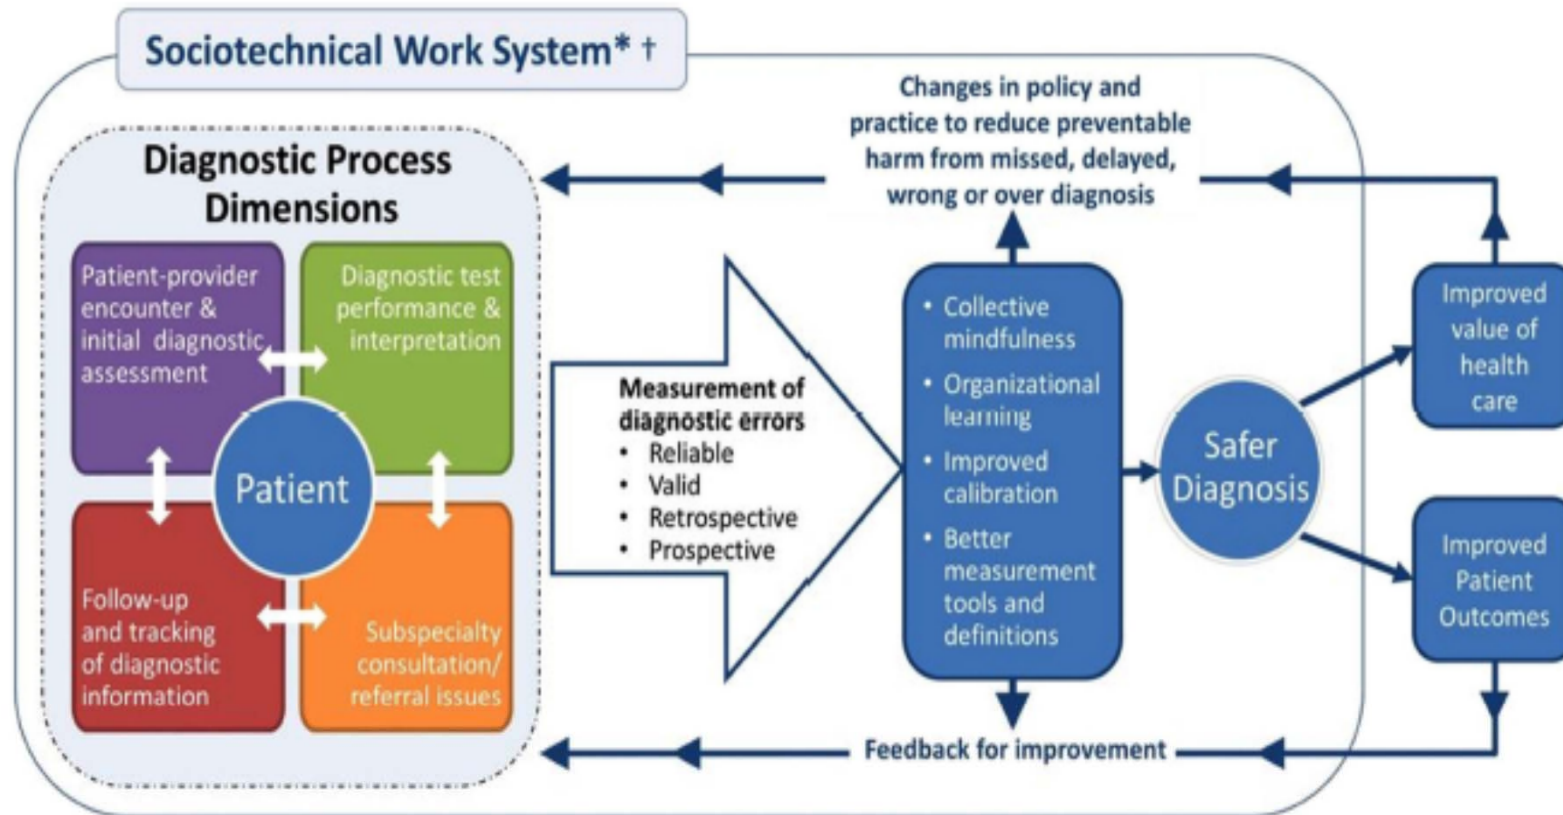 Sociotechnical Work System* †
Diagnostic Process
Dimensions
Patient-provider
encounter &
initial diagnostic
assessment
Diagnostic test
performance &
interpretation
Patient
Follow-up
and tracking
of diagnostic
information
Subspecialty
consultation/
referral issues
Measurement of
diagnostic errors
• Reliable
• Valid
• Retrospective
• Prospective
Changes in policy and
practice to reduce preventable
harm from missed, delayed,
wrong or over diagnosis
• Collective
mindfulness
• Organizational
learning
• Improved
calibration
• Better
measurement
tools and
definitions
Feedback for improvement
Safer
Diagnosis
Improved
value of
health
care
Improved
Patient
Outcomes